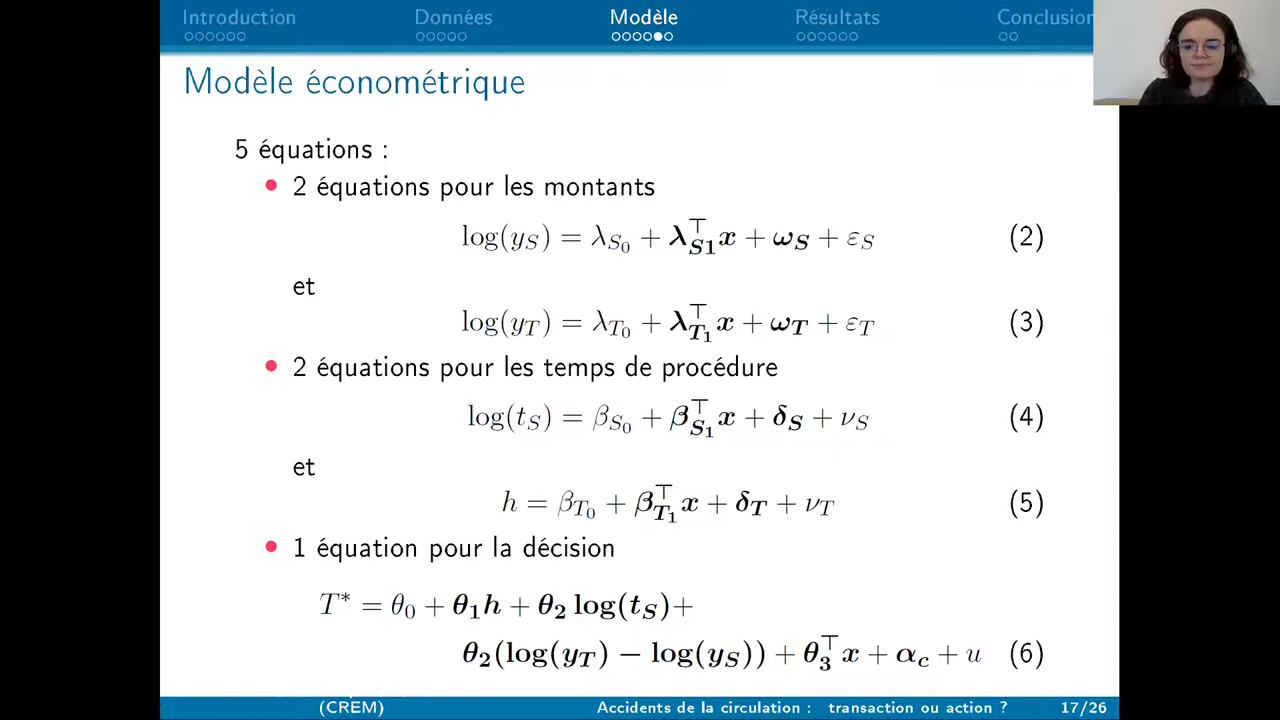 Introduction Données Modèle Résultats Conclusion
Modèle économétrique
5 équations :
• 2 équations pour les montants
log(y_S) = λ_{S_0} + λ_{S1}^⊤ x + ω_S + ε_S (2)
et
log(y_T) = λ_{T_0} + λ_{T_1}^⊤ x + ω_T + ε_T (3)
• 2 équations pour les temps de procédure
log(t_S) = β_{S_0} + β_{S_1}^⊤ x + δ_S + ν_S (4)
et
h = β_{T_0} + β_{T_1}^⊤ x + δ_T + ν_T (5)
• 1 équation pour la décision
T* = θ_0 + θ_1 h + θ_2 log(t_S)+
θ_2(log(y_T) − log(y_S)) + θ_3^⊤ x + α_c + u (6)
(CREM) Accidents de la circulation : transaction ou action ? 17/26